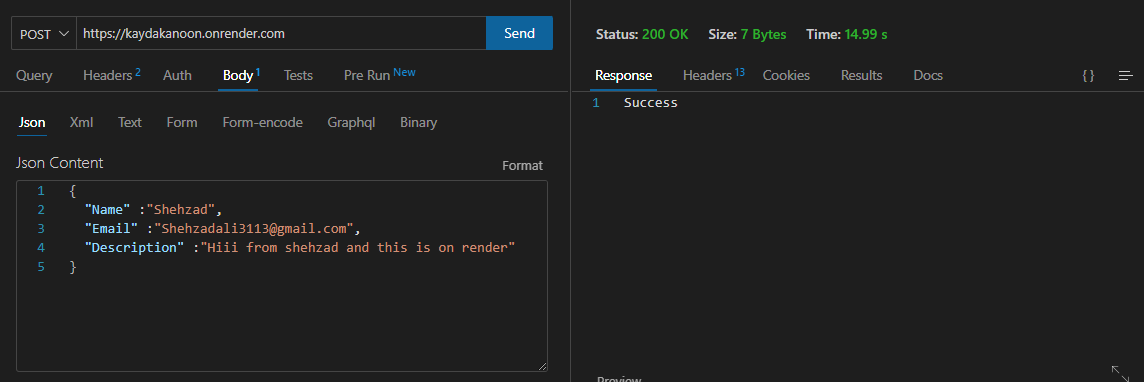 POST https://kaydakanoon.onrender.com Send
Query Headers 2 Auth Body 1 Tests Pre Run New
Json Xml Text Form Form-encode Graphql Binary
Json Content Format
1 {
2 "Name" :"Shehzad",
3 "Email" :"Shehzadali3113@gmail.com",
4 "Description" :"Hiii from shehzad and this is on render"
5 }
Status: 200 OK Size: 7 Bytes Time: 14.99 s
Response Headers 13 Cookies Results Docs { }
1 Success
Preview